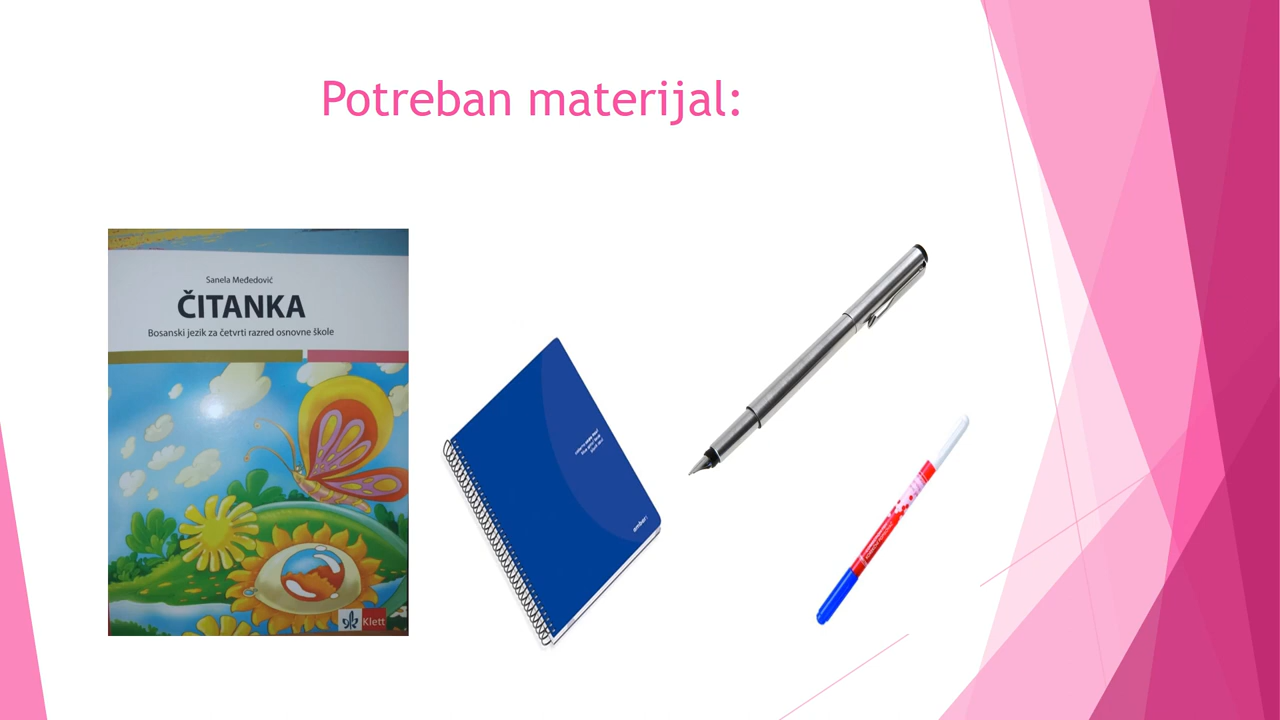 Potreban materijal:
Sanela Međedović
ČITANKA
Bosanski jezik za četvrti razred osnovne škole
Klett